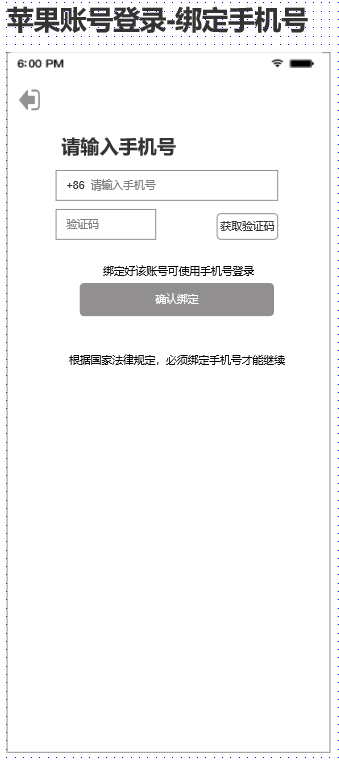 苹果账号登录-绑定手机号
6:00 PM
请输入手机号
+86 请输入手机号
验证码 获取验证码
绑定好该账号可使用手机号登录
确认绑定
根据国家法律规定，必须绑定手机号才能继续